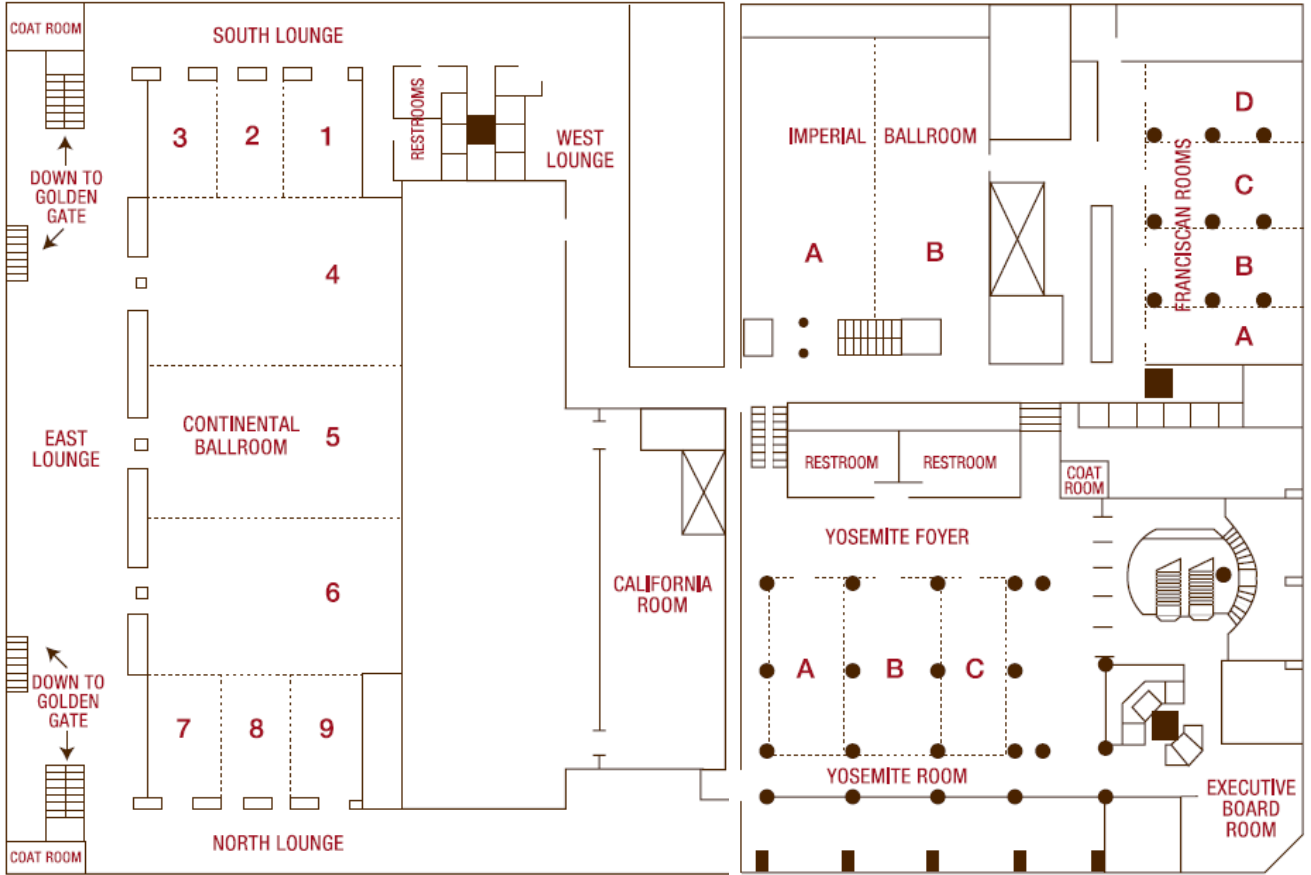 COAT ROOM
SOUTH LOUNGE
3
2
1
RESTROOMS
WEST
LOUNGE
DOWN TO
GOLDEN
GATE
4
EAST
LOUNGE
CONTINENTAL
BALLROOM
5
6
CALIFORNIA
ROOM
DOWN TO
GOLDEN
GATE
7
8
9
NORTH LOUNGE
COAT ROOM
IMPERIAL
BALLROOM
A
B
FRANCISCAN ROOMS
D
C
B
A
RESTROOM
RESTROOM
COAT
ROOM
YOSEMITE FOYER
A
B
C
YOSEMITE ROOM
EXECUTIVE
BOARD
ROOM